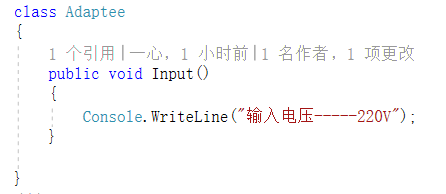 class Adaptee
{
1 个引用|一心，1 小时前|1 名作者，1 项更改
public void Input()
{
Console.WriteLine("输入电压-----220V");
}
}